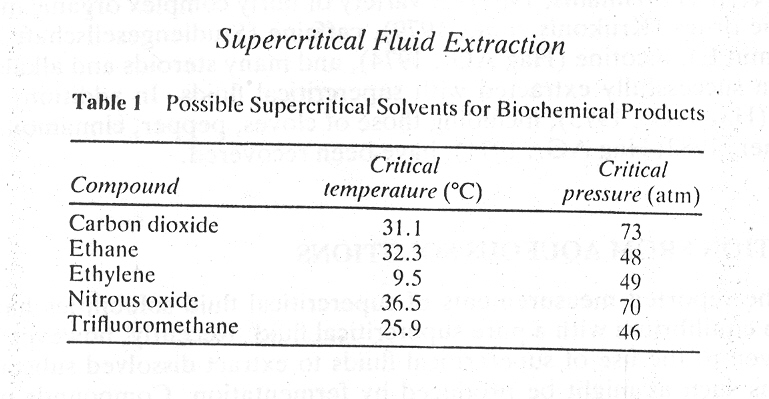 Supercritical Fluid Extraction
Table 1 Possible Supercritical Solvents for Biochemical Products
Compound Critical temperature (°C) Critical pressure (atm)
Carbon dioxide 31.1 73
Ethane 32.3 48
Ethylene 9.5 49
Nitrous oxide 36.5 70
Trifluoromethane 25.9 46